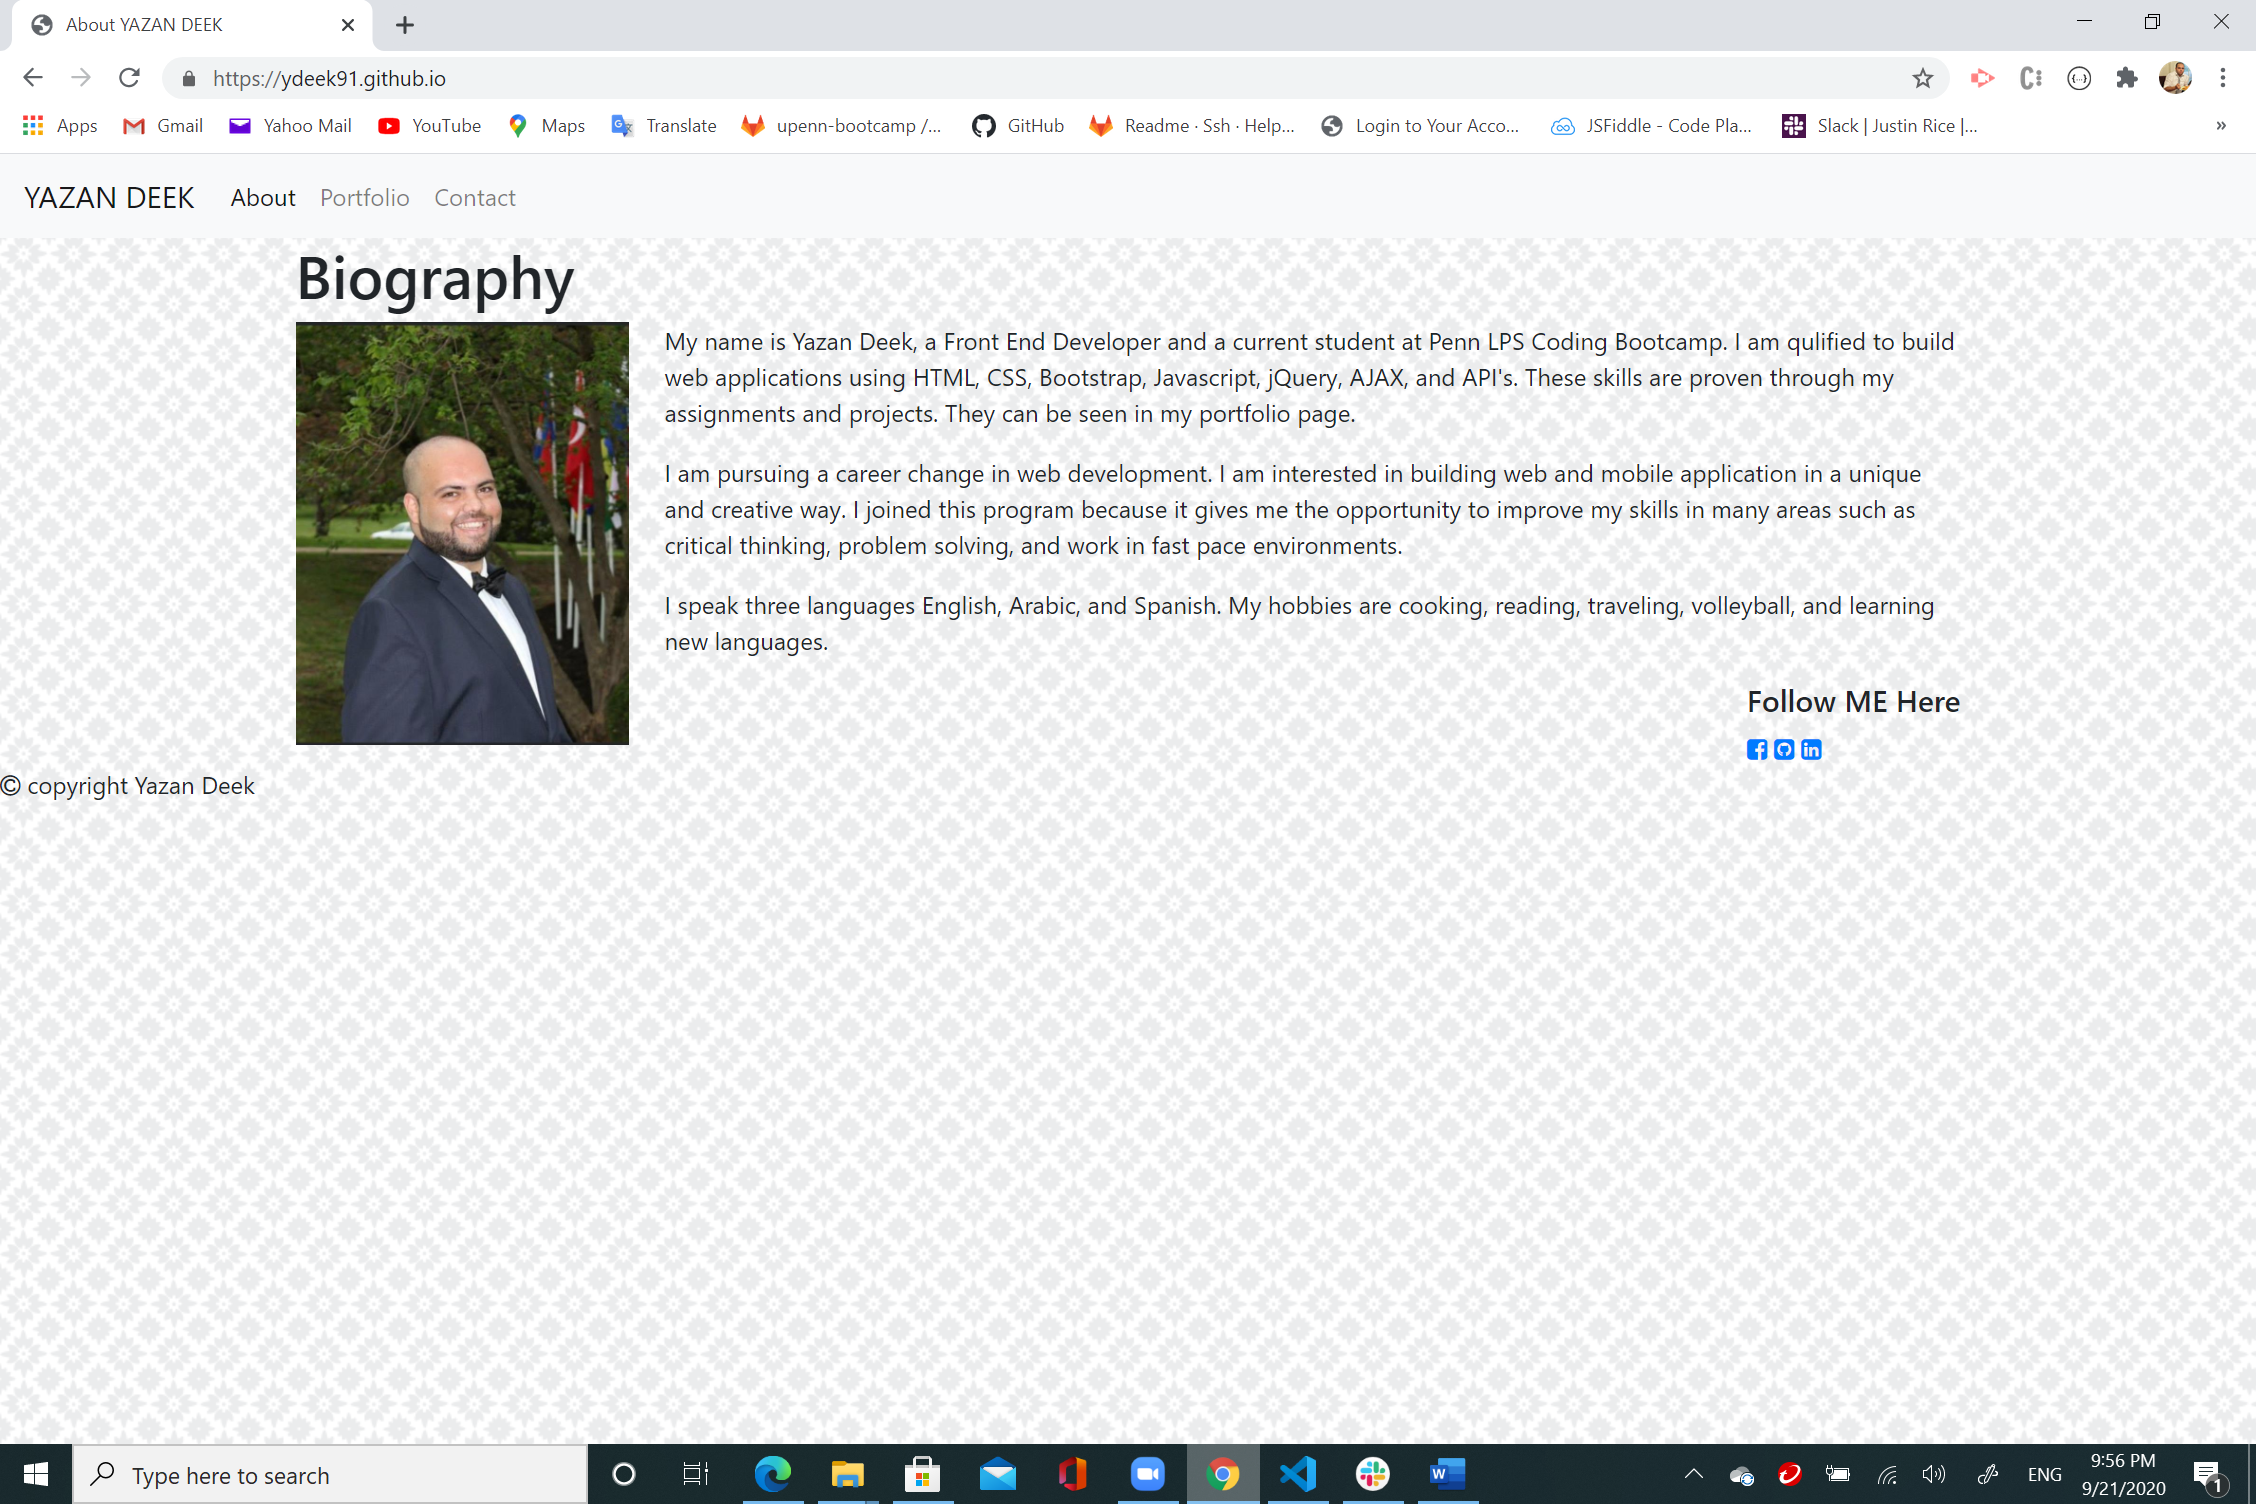 About YAZAN DEEK
https://ydeek91.github.io
Apps Gmail Yahoo Mail YouTube Maps Translate upenn-bootcamp /... GitHub Readme · Ssh · Help... Login to Your Acco... JSFiddle - Code Pla... Slack | Justin Rice |... »
YAZAN DEEK About Portfolio Contact
Biography
My name is Yazan Deek, a Front End Developer and a current student at Penn LPS Coding Bootcamp. I am qulified to build
web applications using HTML, CSS, Bootstrap, Javascript, jQuery, AJAX, and API's. These skills are proven through my
assignments and projects. They can be seen in my portfolio page.
I am pursuing a career change in web development. I am interested in building web and mobile application in a unique
and creative way. I joined this program because it gives me the opportunity to improve my skills in many areas such as
critical thinking, problem solving, and work in fast pace environments.
I speak three languages English, Arabic, and Spanish. My hobbies are cooking, reading, traveling, volleyball, and learning
new languages.
Follow ME Here
© copyright Yazan Deek
Type here to search
ENG
9:56 PM
9/21/2020
1